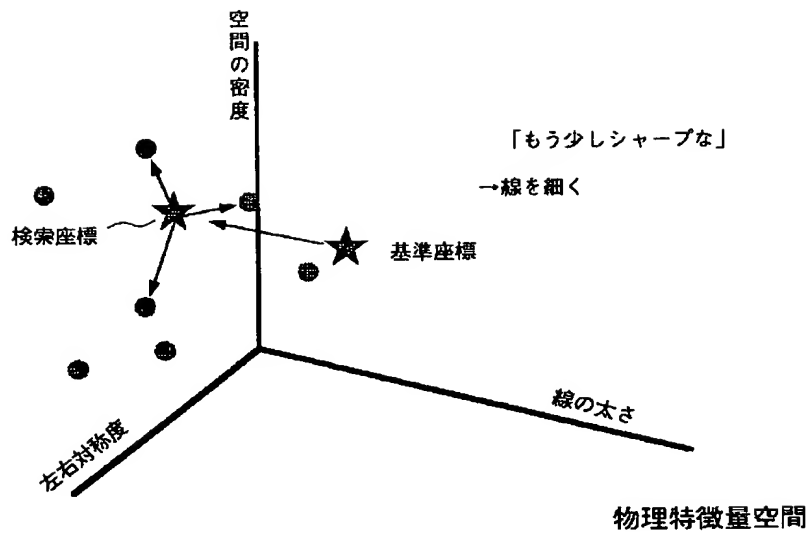 空間の密度
「もう少しシャープな」
→線を細く
検索座標
基準座標
線の太さ
左右対称度
物理特徴量空間